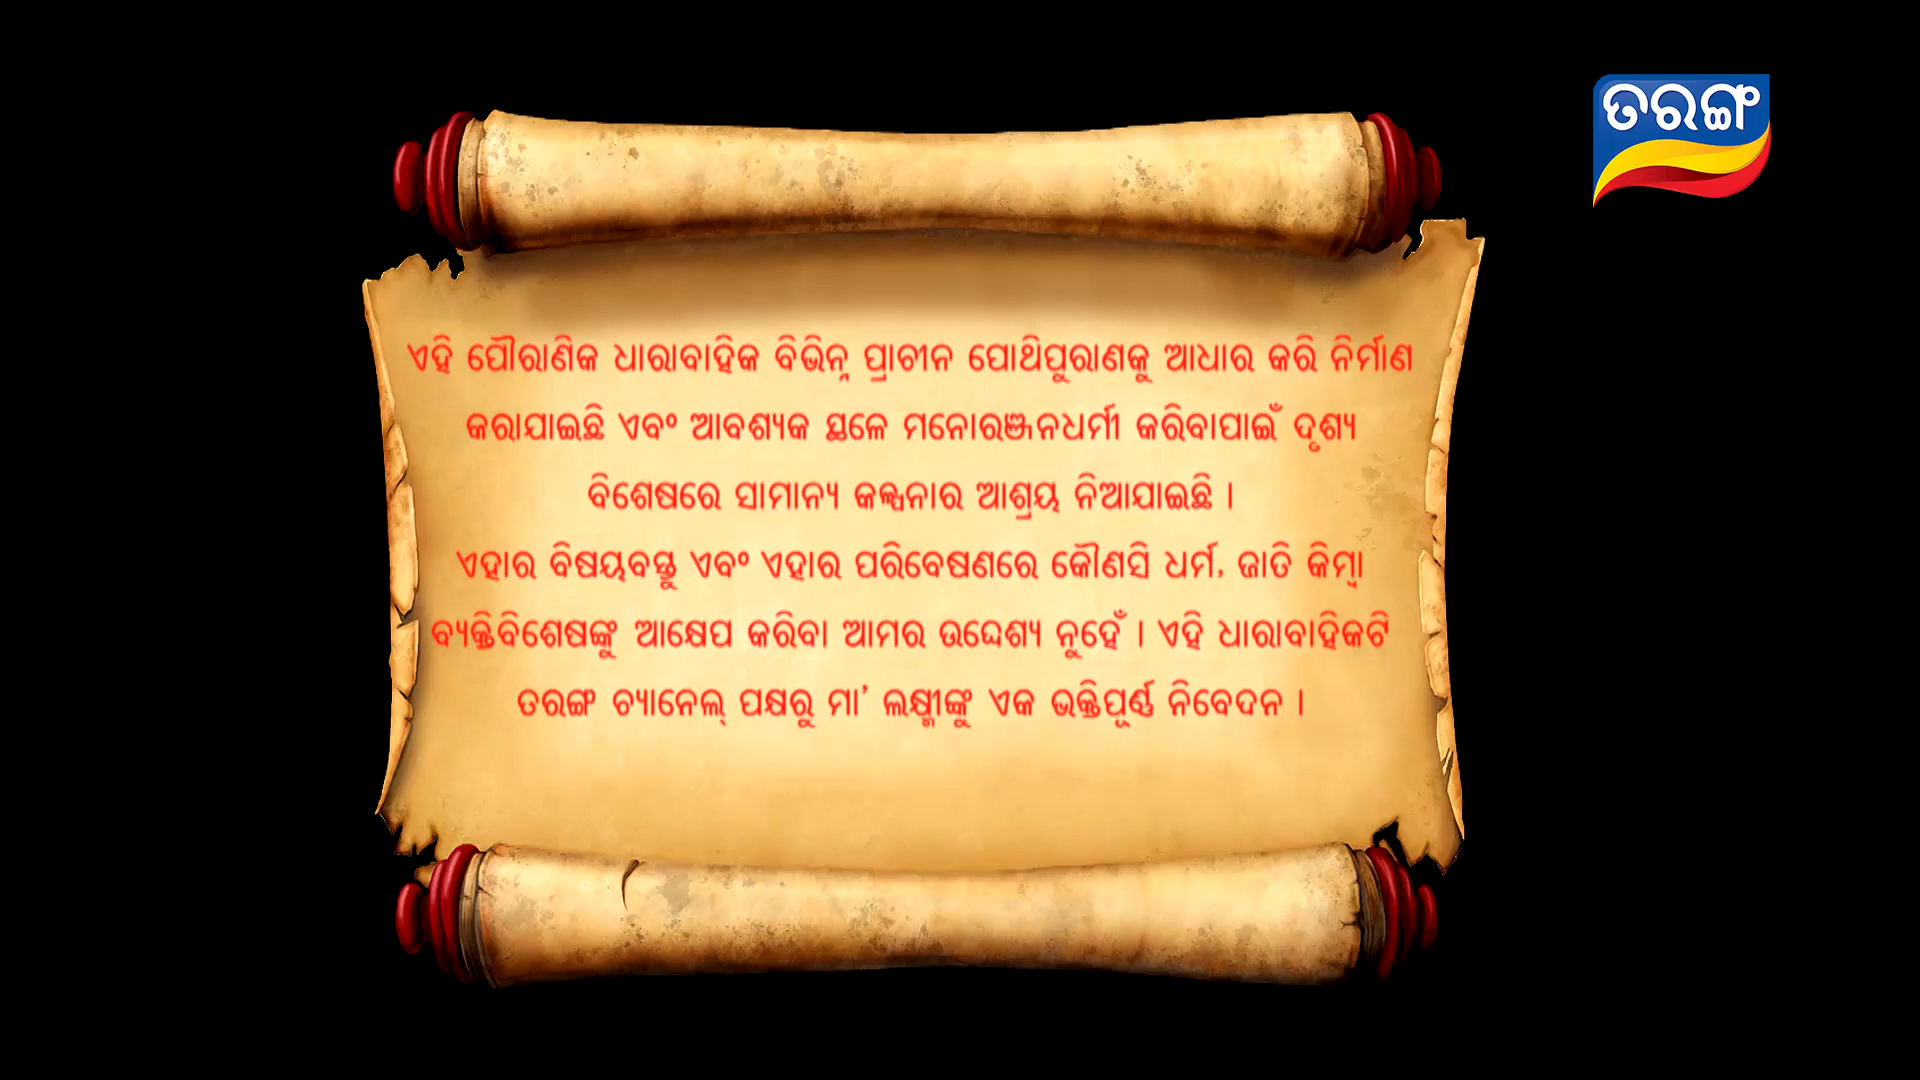 ତରଙ୍ଗ
ଏହି ପୌରାଣିକ ଧାରାବାହିକ ବିଭିନ୍ନ ପ୍ରାଚୀନ ପୋଥିପୁରାଣକୁ ଆଧାର କରି ନିର୍ମାଣ
କରାଯାଇଛି ଏବଂ ଆବଶ୍ୟକ ସ୍ଥଳେ ମନୋରଞ୍ଜନଧର୍ମୀ କରିବାପାଇଁ ଦୃଶ୍ୟ
ବିଶେଷରେ ସାମାନ୍ୟ କଳ୍ପନାର ଆଶ୍ରୟ ନିଆଯାଇଛି ।
ଏହାର ବିଷୟବସ୍ତୁ ଏବଂ ଏହାର ପରିବେଷଣରେ କୌଣସି ଧର୍ମ, ଜାତି କିମ୍ବା
ବ୍ୟକ୍ତିବିଶେଷଙ୍କୁ ଆକ୍ଷେପ କରିବା ଆମର ଉଦ୍ଦେଶ୍ୟ ନୁହେଁ । ଏହି ଧାରାବାହିକଟି
ତରଙ୍ଗ ଚ୍ୟାନେଲ୍ ପକ୍ଷରୁ ମା’ ଲକ୍ଷ୍ମୀଙ୍କୁ ଏକ ଭକ୍ତିପୂର୍ଣ୍ଣ ନିବେଦନ ।